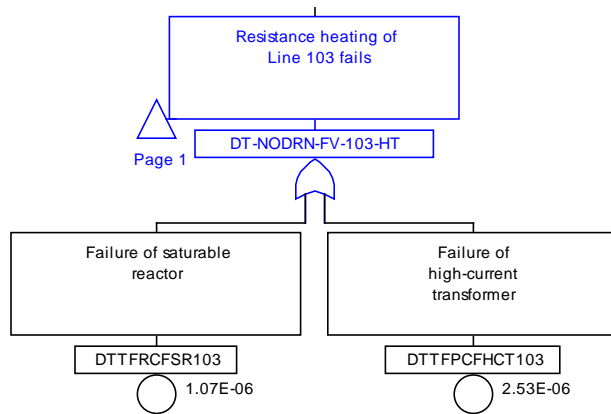 Resistance heating of
Line 103 fails
Page 1
DT-NODRN-FV-103-HT
Failure of saturable
reactor
DTTFRCFSR103
1.07E-06
Failure of
high-current
transformer
DTTFPCFHCT103
2.53E-06